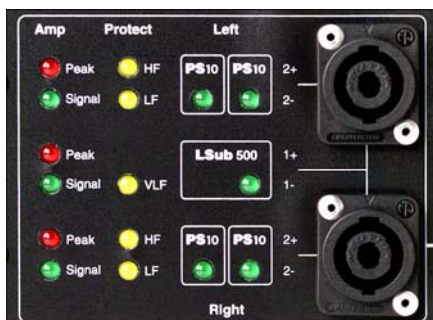 Amp Protect Left
Peak HF PS10 PS10 2+
Signal LF 2-
Peak LSub 500 1+
Signal VLF 1-
Peak HF PS10 PS10 2+
Signal LF 2-
Right